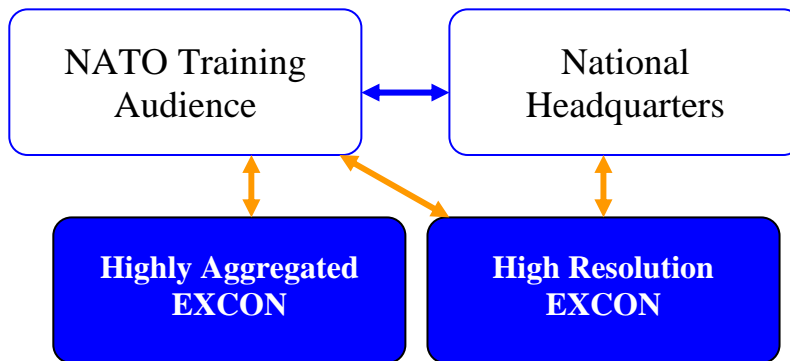 NATO Training
Audience
National
Headquarters
Highly Aggregated
EXCON
High Resolution
EXCON